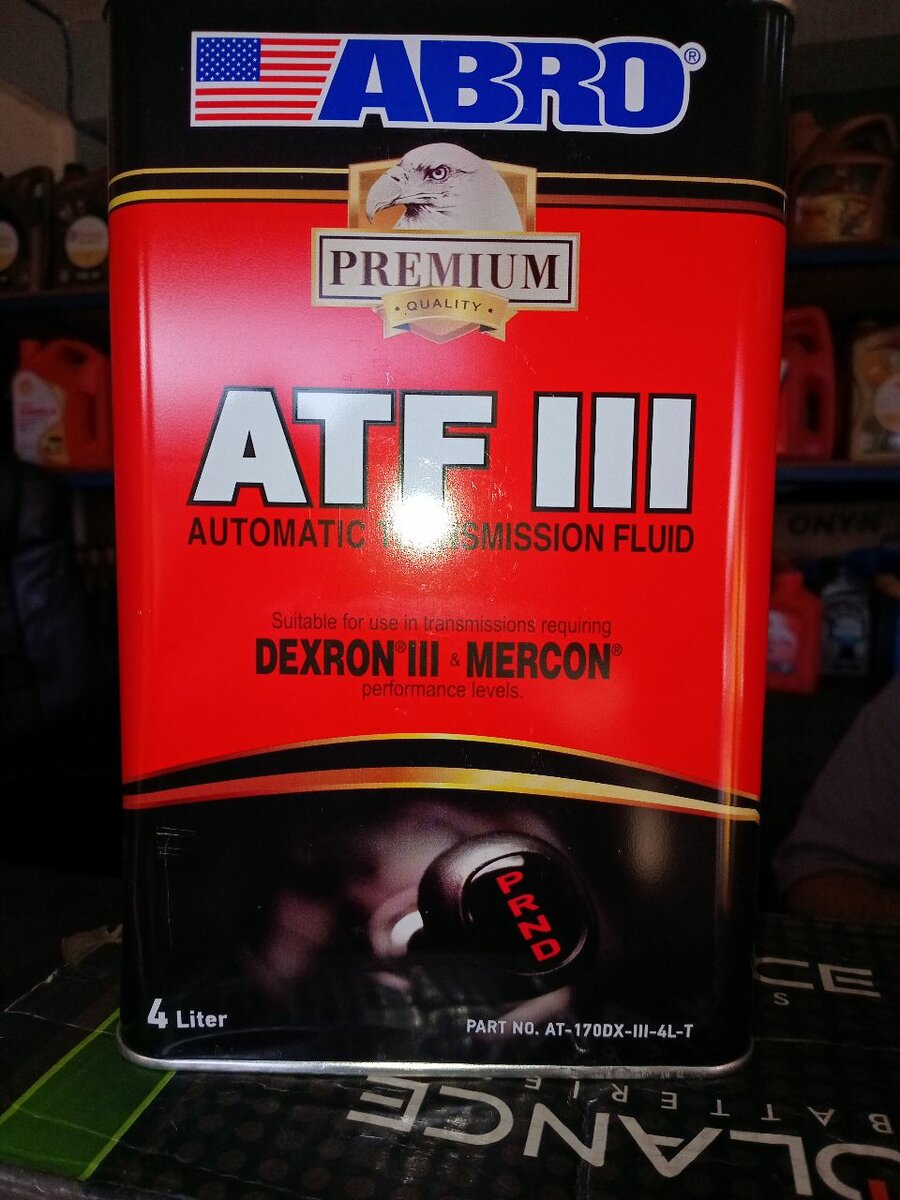 ABRO®
PREMIUM
QUALITY
ATF III
AUTOMATIC TRANSMISSION FLUID
Suitable for use in transmissions requiring
DEXRON® III & MERCON®
performance levels.
P
R
N
D
4 Liter
PART NO. AT-170DX-III-4L-T